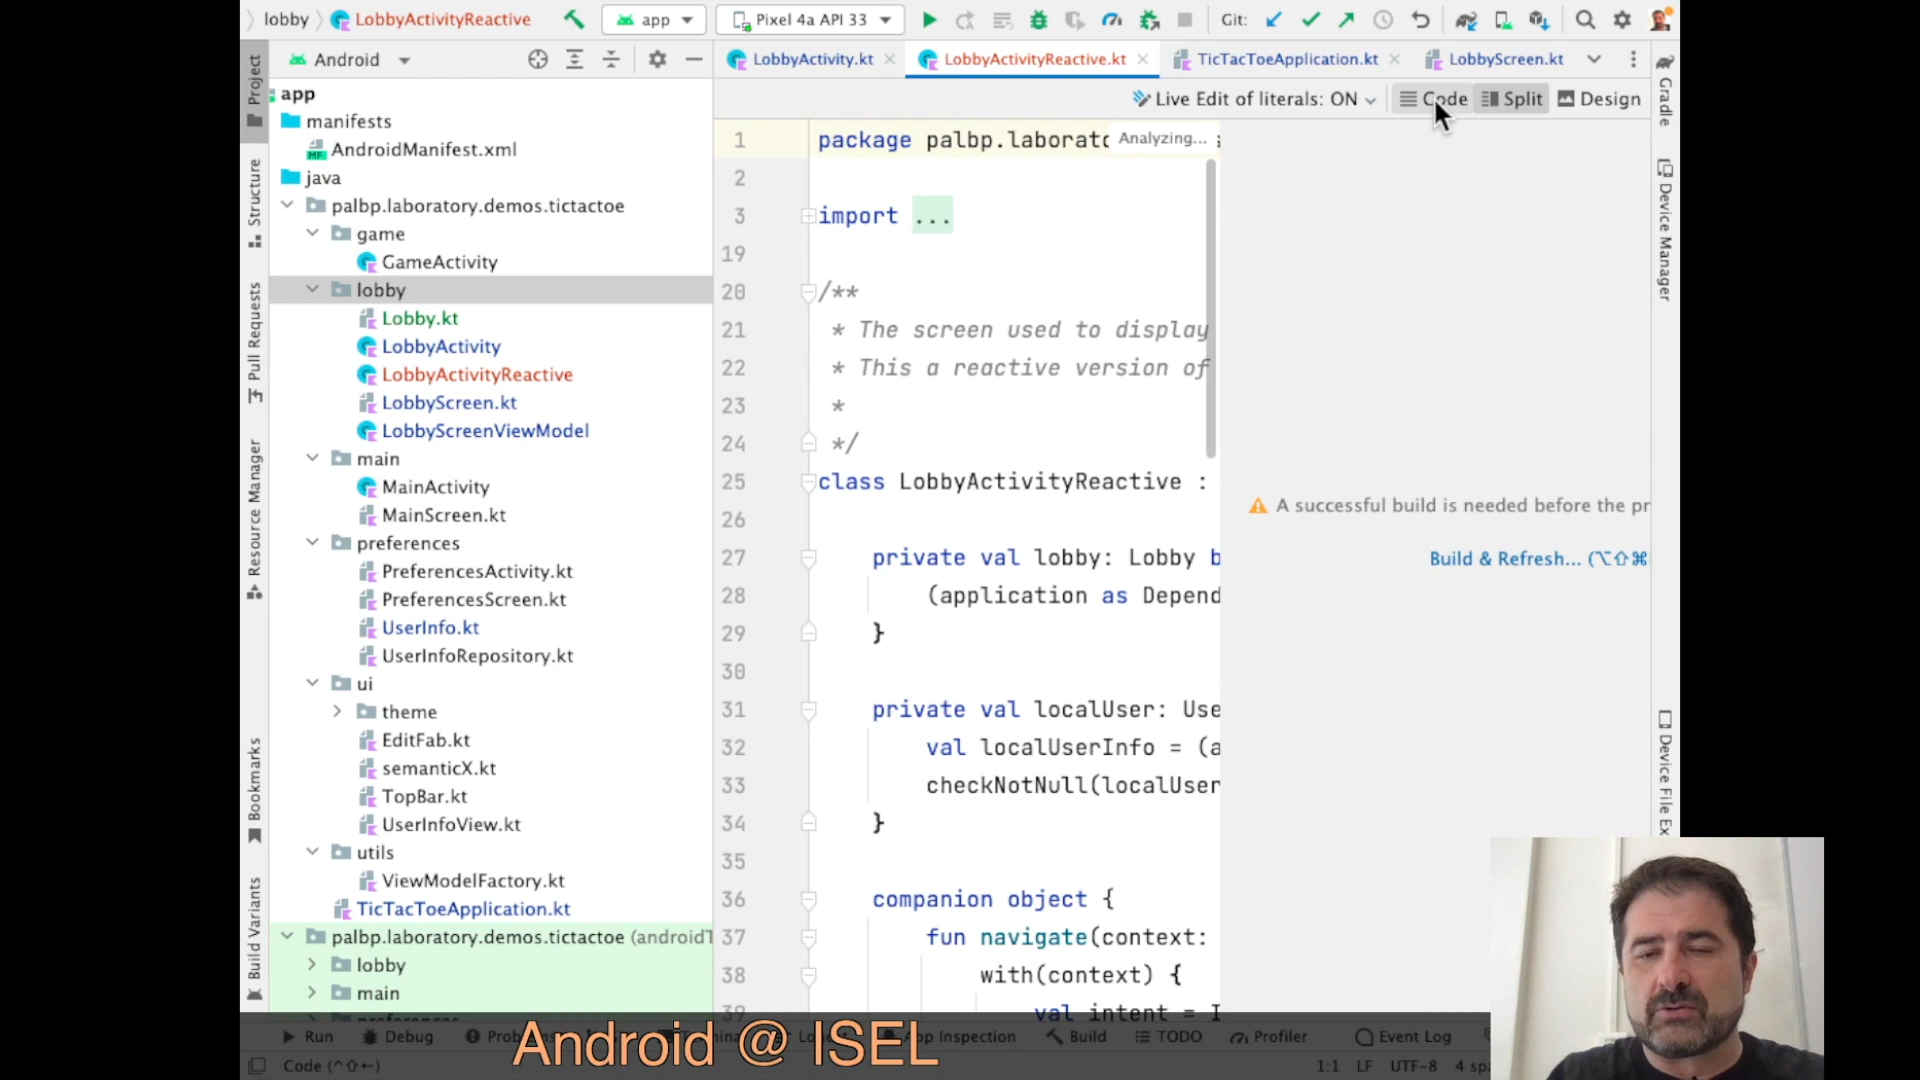 lobby LobbyActivityReactive app Pixel 4a API 33 Git:
Project
Android
LobbyActivity.kt LobbyActivityReactive.kt TicTacToeApplication.kt LobbyScreen.kt
Live Edit of literals: ON Code Split Design
app
manifests
AndroidManifest.xml
java
palbp.laboratory.demos.tictactoe
game
GameActivity
lobby
Lobby.kt
LobbyActivity
LobbyActivityReactive
LobbyScreen.kt
LobbyScreenViewModel
main
MainActivity
MainScreen.kt
preferences
PreferencesActivity.kt
PreferencesScreen.kt
UserInfo.kt
UserInfoRepository.kt
ui
theme
EditFab.kt
semanticX.kt
TopBar.kt
UserInfoView.kt
utils
ViewModelFactory.kt
TicTacToeApplication.kt
palbp.laboratory.demos.tictactoe (android
lobby
main
Structure
Pull Requests
Resource Manager
Bookmarks
Build Variants
1 package palbp.laborato Analyzing...
2
3 import ...
19
20 /**
21 * The screen used to display
22 * This a reactive version of
23 *
24 */
25 class LobbyActivityReactive :
26
27 private val lobby: Lobby b
28 (application as Depend
29 }
30
31 private val localUser: Use
32 val localUserInfo = (a
33 checkNotNull(localUser
34 }
35
36 companion object {
37 fun navigate(context:
38 with(context) {
39 val intent = I
A successful build is needed before the pr
Build & Refresh... (⌥⇧⌘
Gradle
Device Manager
Device File Ex
Run Debug App Inspection Build TODO Profiler Event Log
Android @ ISEL
Code (^⇧←) 1:1 LF UTF-8 4 sp